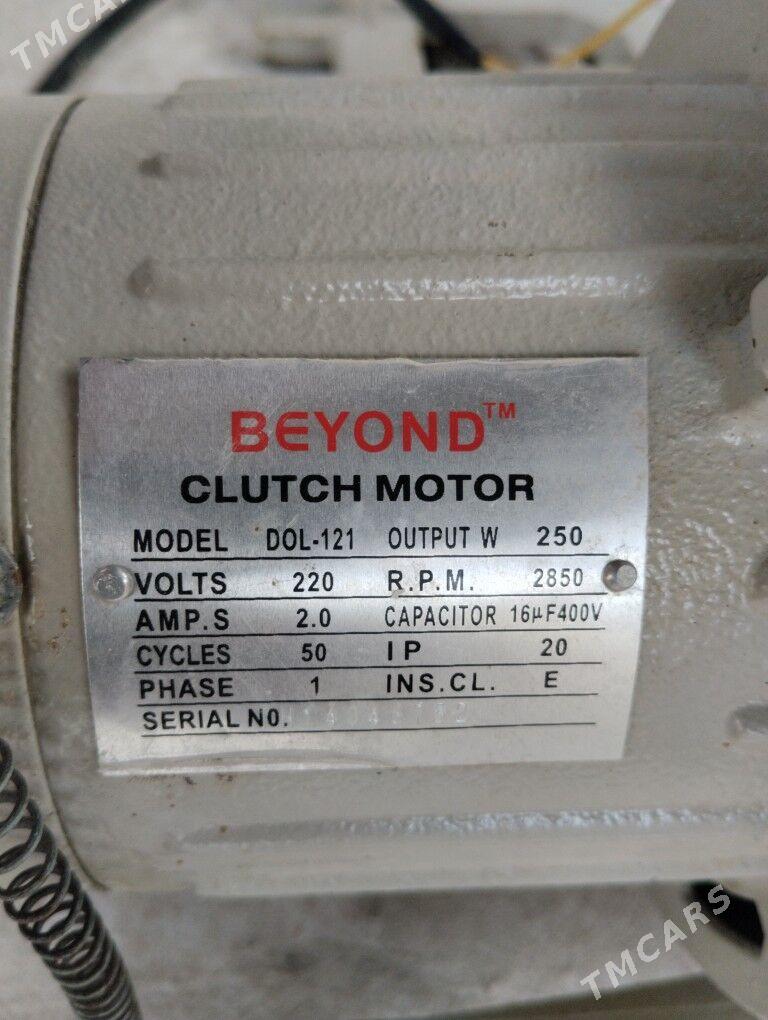 TMCARS
BEYOND™
CLUTCH MOTOR
MODEL DOL-121 OUTPUT W 250
VOLTS 220 R.P.M. 2850
AMP.S 2.0 CAPACITOR 16µF400V
CYCLES 50 IP 20
PHASE 1 INS.CL. E
SERIAL NO.
TMCARS